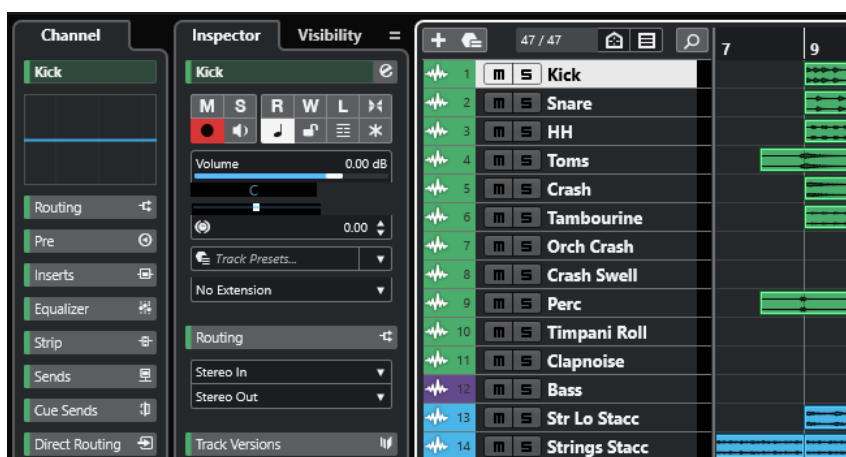 Channel
Kick
Routing
Pre
Inserts
Equalizer
Strip
Sends
Cue Sends
Direct Routing
Inspector
Visibility
Kick
M S R W L
Volume 0.00 dB
C
0.00
Track Presets...
No Extension
Routing
Stereo In
Stereo Out
Track Versions
47 / 47
7 9
1 m S Kick
2 m S Snare
3 m S HH
4 m S Toms
5 m S Crash
6 m S Tambourine
7 m S Orch Crash
8 m S Crash Swell
9 m S Perc
10 m S Timpani Roll
11 m S Clapnoise
12 m S Bass
13 m S Str Lo Stacc
14 m S Strings Stacc